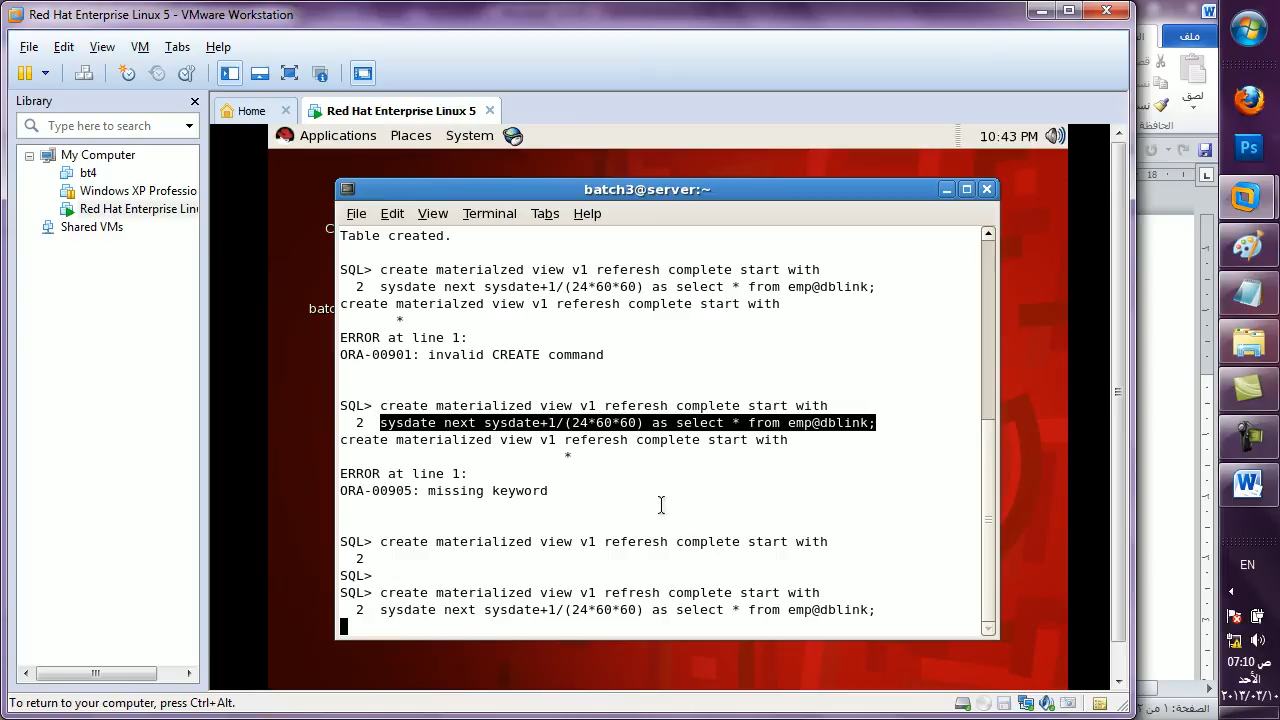 Red Hat Enterprise Linux 5 - VMware Workstation
File Edit View VM Tabs Help
Library
Type here to search
My Computer
bt4
Windows XP Professio
Red Hat Enterprise Lin
Shared VMs
Home
Red Hat Enterprise Linux 5
Applications Places System
10:43 PM
batc
batch3@server:~
File Edit View Terminal Tabs Help
Table created.
SQL> create materialzed view v1 referesh complete start with
2 sysdate next sysdate+1/(24*60*60) as select * from emp@dblink;
create materialzed view v1 referesh complete start with
*
ERROR at line 1:
ORA-00901: invalid CREATE command
SQL> create materialized view v1 referesh complete start with
2 sysdate next sysdate+1/(24*60*60) as select * from emp@dblink;
create materialized view v1 referesh complete start with
*
ERROR at line 1:
ORA-00905: missing keyword
SQL> create materialized view v1 referesh complete start with
2
SQL>
SQL> create materialized view v1 refresh complete start with
2 sysdate next sysdate+1/(24*60*60) as select * from emp@dblink;
To return to your computer, press Ctrl+Alt.
ملف
لصق
الحافظة
18
Ps
EN
07:10 ص
الأحد
٢٠١٣/٠٣/١٠